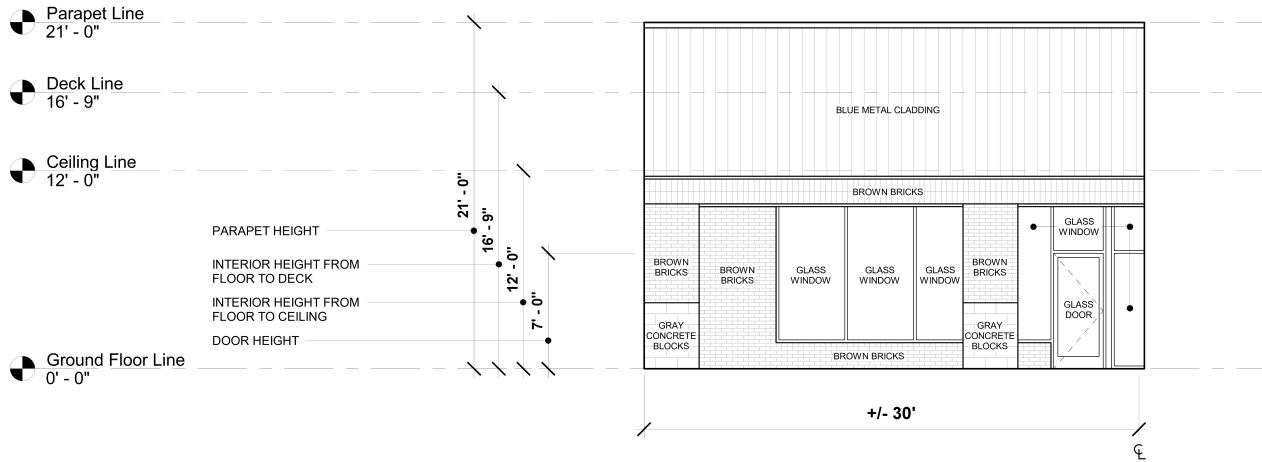 Parapet Line
21' - 0"
Deck Line
16' - 9"
BLUE METAL CLADDING
Ceiling Line
12' - 0"
BROWN BRICKS
21' - 0"
16' - 9"
12' - 0"
7' - 0"
PARAPET HEIGHT
INTERIOR HEIGHT FROM
FLOOR TO DECK
INTERIOR HEIGHT FROM
FLOOR TO CEILING
DOOR HEIGHT
GLASS
WINDOW
BROWN
BRICKS
BROWN
BRICKS
GLASS
WINDOW
GLASS
WINDOW
GLASS
WINDOW
BROWN
BRICKS
GLASS
DOOR
GRAY
CONCRETE
BLOCKS
GRAY
CONCRETE
BLOCKS
BROWN BRICKS
Ground Floor Line
0' - 0"
+/- 30'
℄